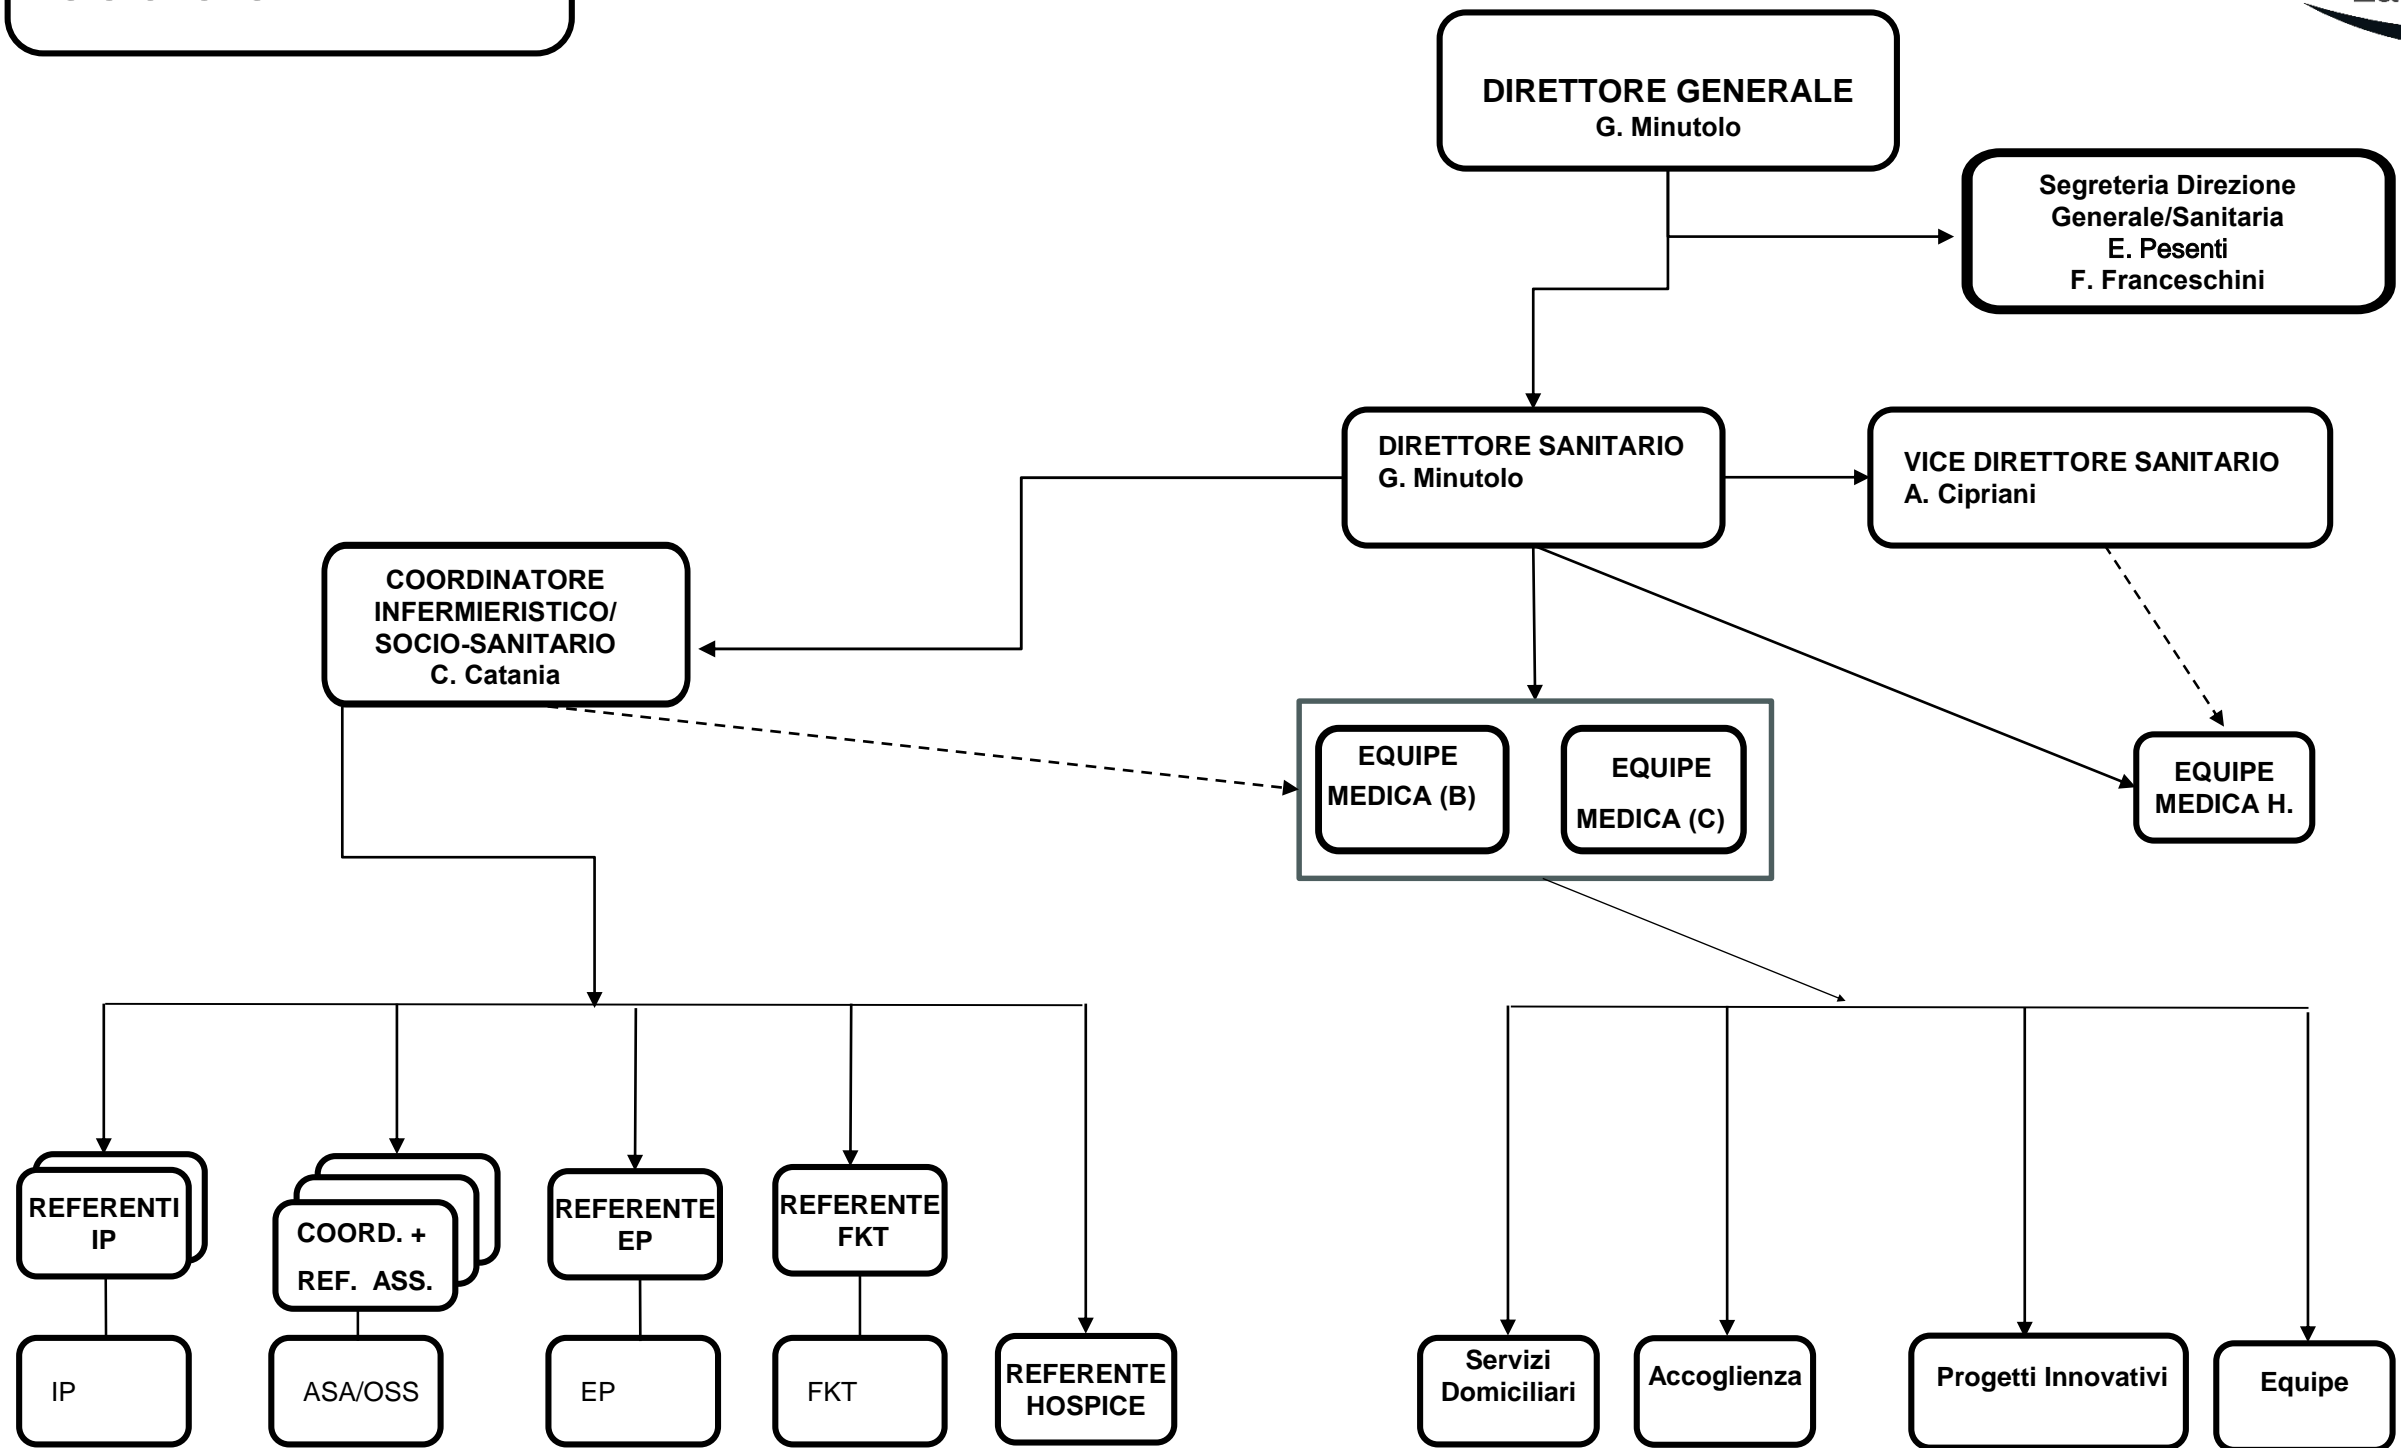 DIRETTORE GENERALE
G. Minutolo
Segreteria Direzione
Generale/Sanitaria
E. Pesenti
F. Franceschini
DIRETTORE SANITARIO
G. Minutolo
VICE DIRETTORE SANITARIO
A. Cipriani
COORDINATORE
INFERMIERISTICO/
SOCIO-SANITARIO
C. Catania
EQUIPE
MEDICA (B)
EQUIPE
MEDICA (C)
EQUIPE
MEDICA H.
REFERENTI
IP
COORD. +
REF. ASS.
REFERENTE
EP
REFERENTE
FKT
IP
ASA/OSS
EP
FKT
REFERENTE
HOSPICE
Servizi
Domiciliari
Accoglienza
Progetti Innovativi
Equipe